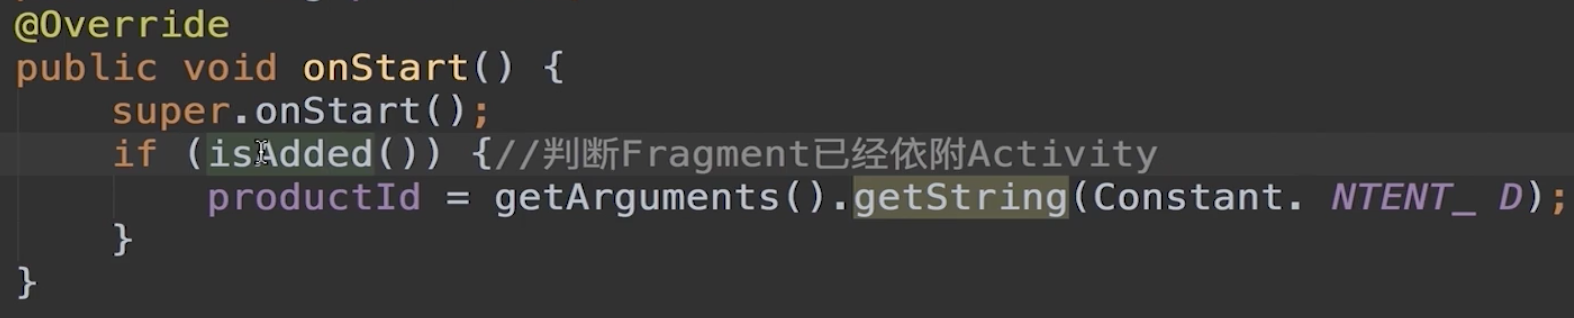 @Override
public void onStart() {
super.onStart();
if (isAdded()) {//判断Fragment已经依附Activity
productId = getArguments().getString(Constant. NTENT_ D);
}
}